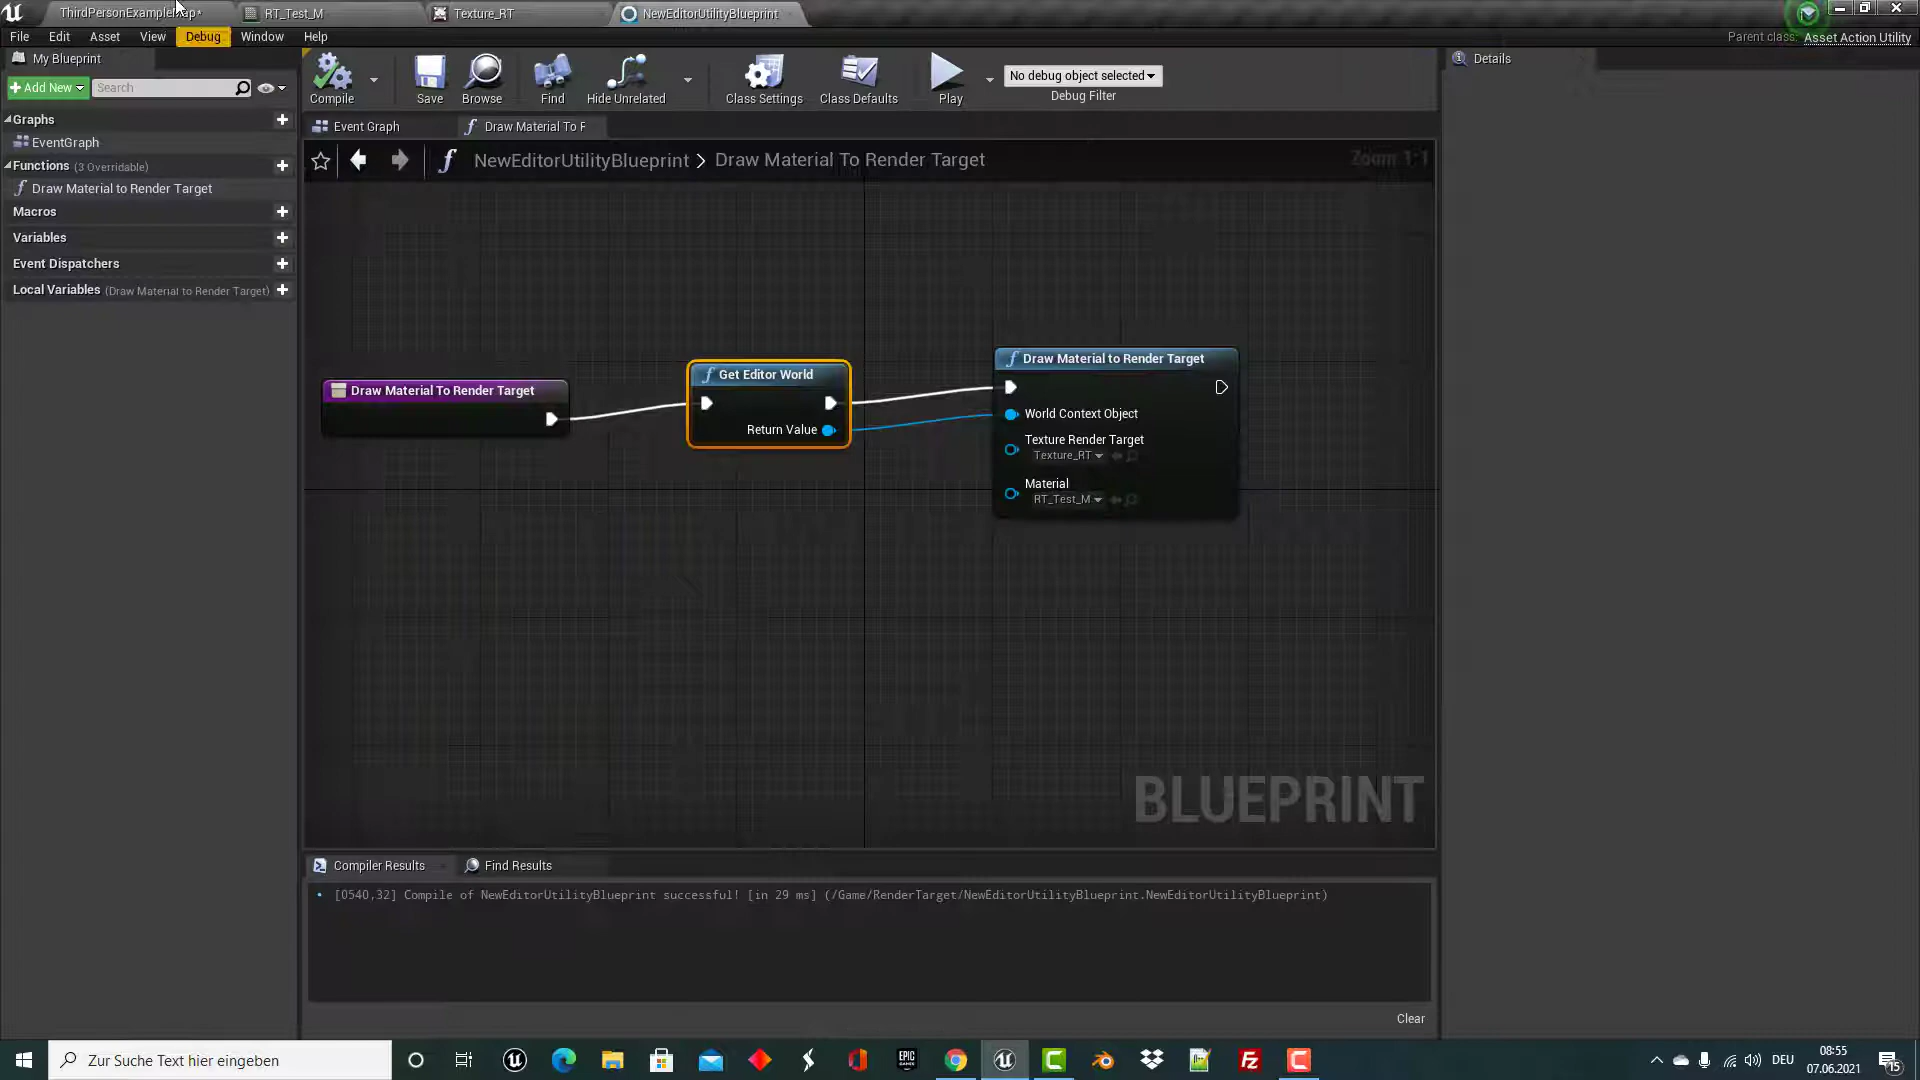 ThirdPersonExampleMap*
RT_Test_M
Texture_RT
NewEditorUtilityBlueprint
File Edit Asset View Debug Window Help
Parent class: Asset Action Utility
My Blueprint
Details
Add New
Search
Compile
Save
Browse
Find
Hide Unrelated
Class Settings
Class Defaults
Play
No debug object selected
Debug Filter
Graphs
EventGraph
Functions (3 Overridable)
Draw Material to Render Target
Macros
Variables
Event Dispatchers
Local Variables (Draw Material to Render Target)
Event Graph
Draw Material To F
NewEditorUtilityBlueprint > Draw Material To Render Target
Zoom 1:1
Draw Material To Render Target
Get Editor World
Return Value
Draw Material to Render Target
World Context Object
Texture Render Target
Texture_RT
Material
RT_Test_M
BLUEPRINT
Compiler Results
Find Results
[0540,32] Compile of NewEditorUtilityBlueprint successful! [in 29 ms] (/Game/RenderTarget/NewEditorUtilityBlueprint.NewEditorUtilityBlueprint)
Clear
Zur Suche Text hier eingeben
EPIC
GAMES
DEU
08:55
07.06.2021
15